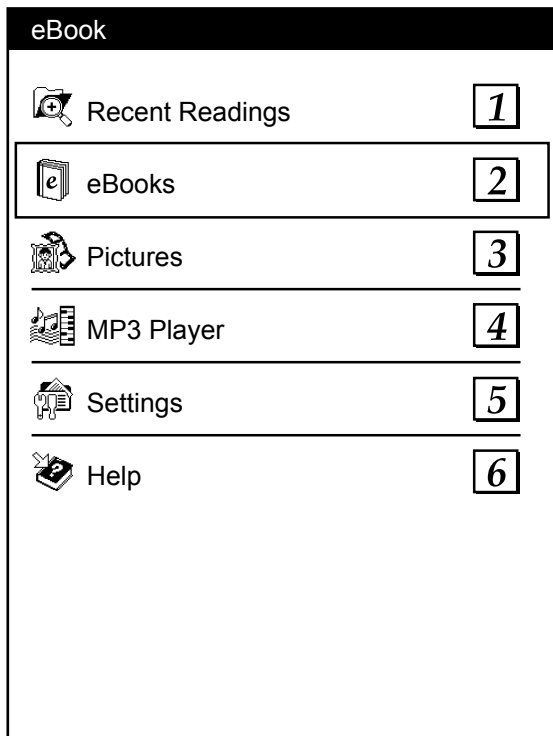 eBook
Recent Readings 1
eBooks 2
Pictures 3
MP3 Player 4
Settings 5
Help 6